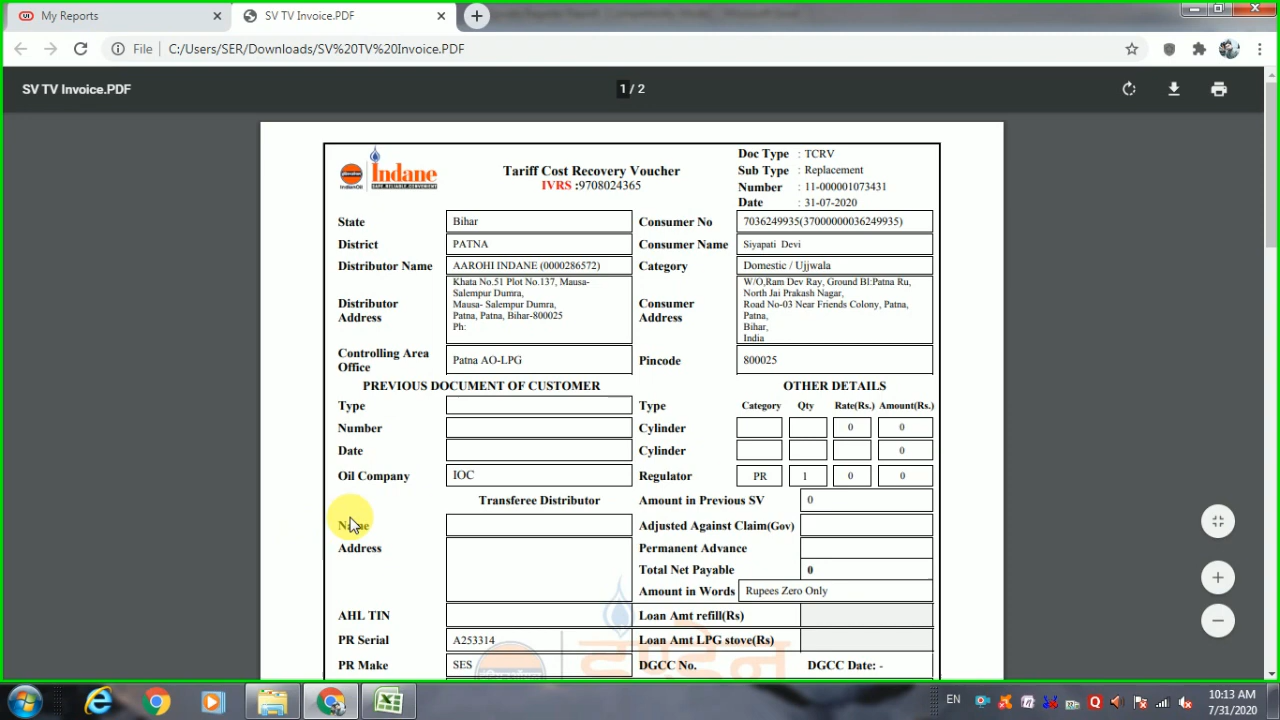 My Reports
SV TV Invoice.PDF
File
C:/Users/SER/Downloads/SV%20TV%20Invoice.PDF
SV TV Invoice.PDF
1 / 2
IndianOil
Indane
SAFE. RELIABLE. CONVENIENT.
Tariff Cost Recovery Voucher
IVRS :9708024365
Doc Type : TCRV
Sub Type : Replacement
Number : 11-000001073431
Date : 31-07-2020
State Bihar Consumer No 7036249935(37000000036249935)
District PATNA Consumer Name Siyapati Devi
Distributor Name AAROHI INDANE (0000286572) Category Domestic / Ujjwala
Distributor Address
Khata No.51 Plot No.137, Mausa-
Salempur Dumra,
Mausa- Salempur Dumra,
Patna, Patna, Bihar-800025
Ph:
Consumer Address
W/O,Ram Dev Ray, Ground Bl:Patna Ru,
North Jai Prakash Nagar,
Road No-03 Near Friends Colony, Patna,
Patna,
Bihar,
India
Controlling Area Office Patna AO-LPG Pincode 800025
PREVIOUS DOCUMENT OF CUSTOMER OTHER DETAILS
Type Type Category Qty Rate(Rs.) Amount(Rs.)
Number Cylinder 0 0
Date Cylinder 0
Oil Company IOC Regulator PR 1 0 0
Transferee Distributor Amount in Previous SV 0
Name Adjusted Against Claim(Gov)
Address Permanent Advance
Total Net Payable 0
Amount in Words Rupees Zero Only
AHL TIN Loan Amt refill(Rs)
PR Serial A253314 Loan Amt LPG stove(Rs)
PR Make SES DGCC No. DGCC Date: -
इण्डेन
EN
10:13 AM
7/31/2020